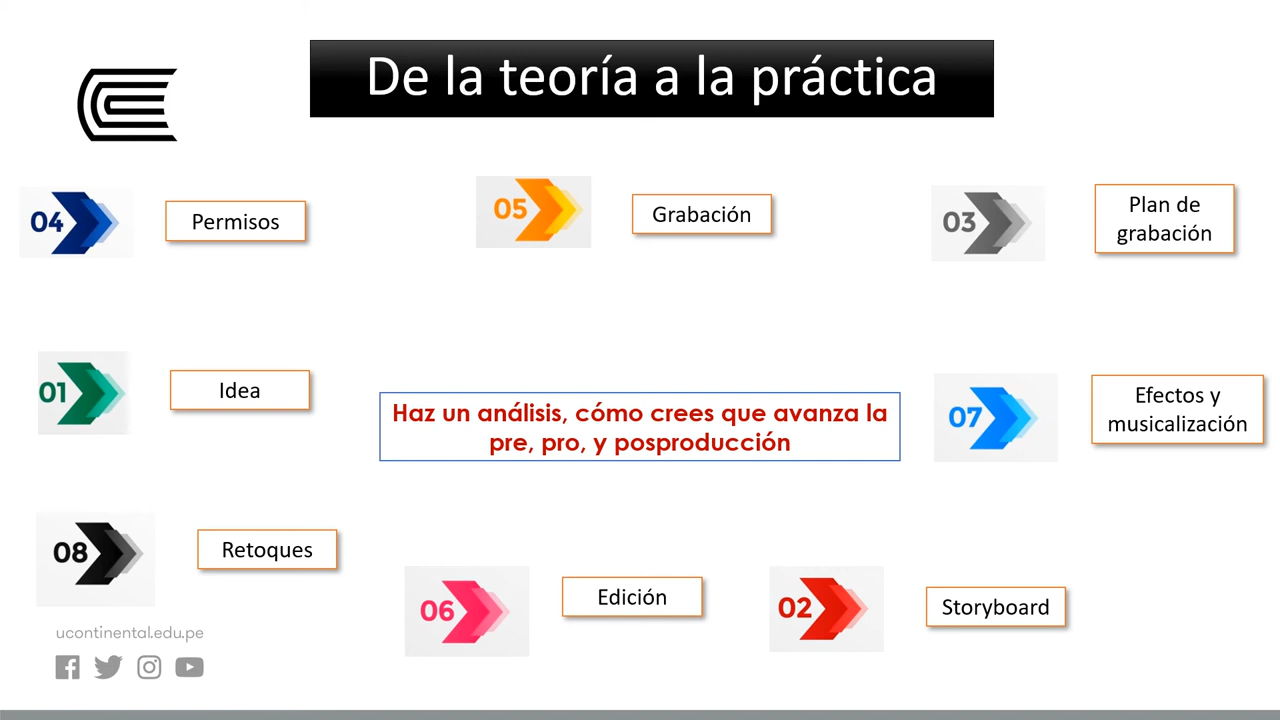 De la teoría a la práctica
04
Permisos
05
Grabación
03
Plan de
grabación
01
Idea
Haz un análisis, cómo crees que avanza la
pre, pro, y posproducción
07
Efectos y
musicalización
08
Retoques
06
Edición
02
Storyboard
ucontinental.edu.pe